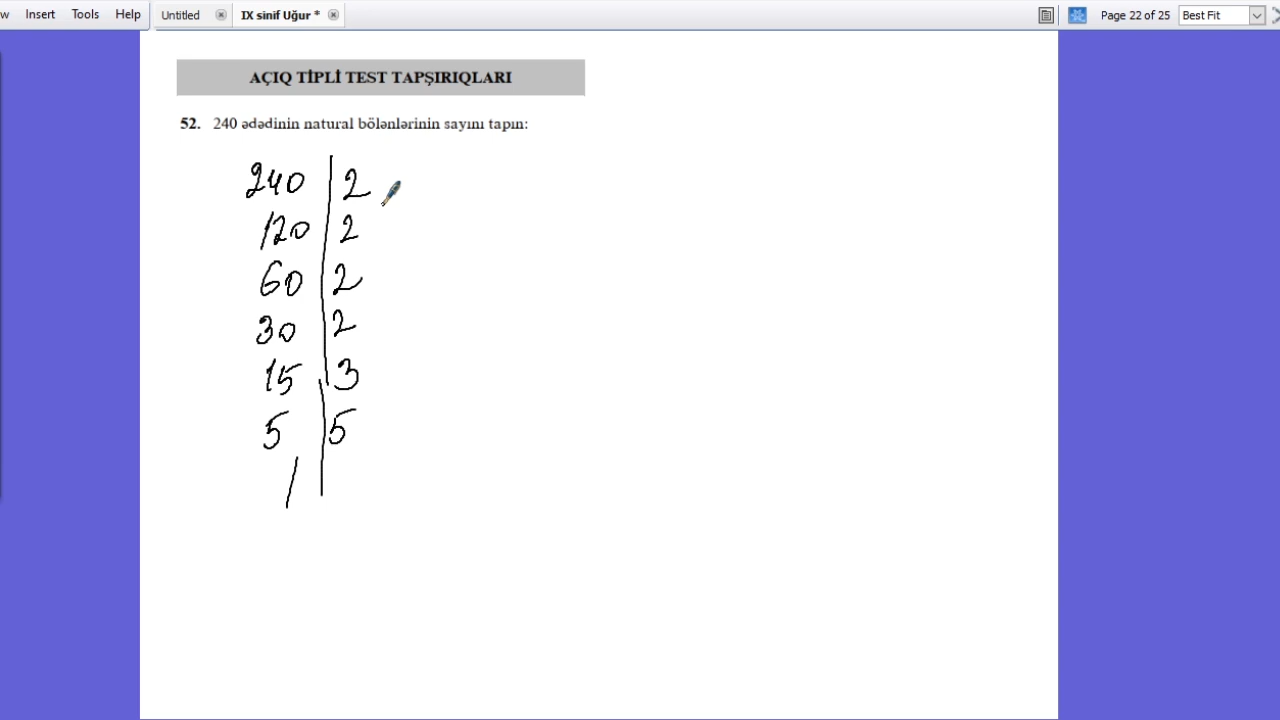 w Insert Tools Help Untitled IX sinif Uğur * Page 22 of 25 Best Fit
AÇIQ TİPLİ TEST TAPŞIRIQLARI
52. 240 ədədinin natural bölənlərinin sayını tapın:
240 | 2
120 | 2
60 | 2
30 | 2
15 | 3
5 | 5
1 |